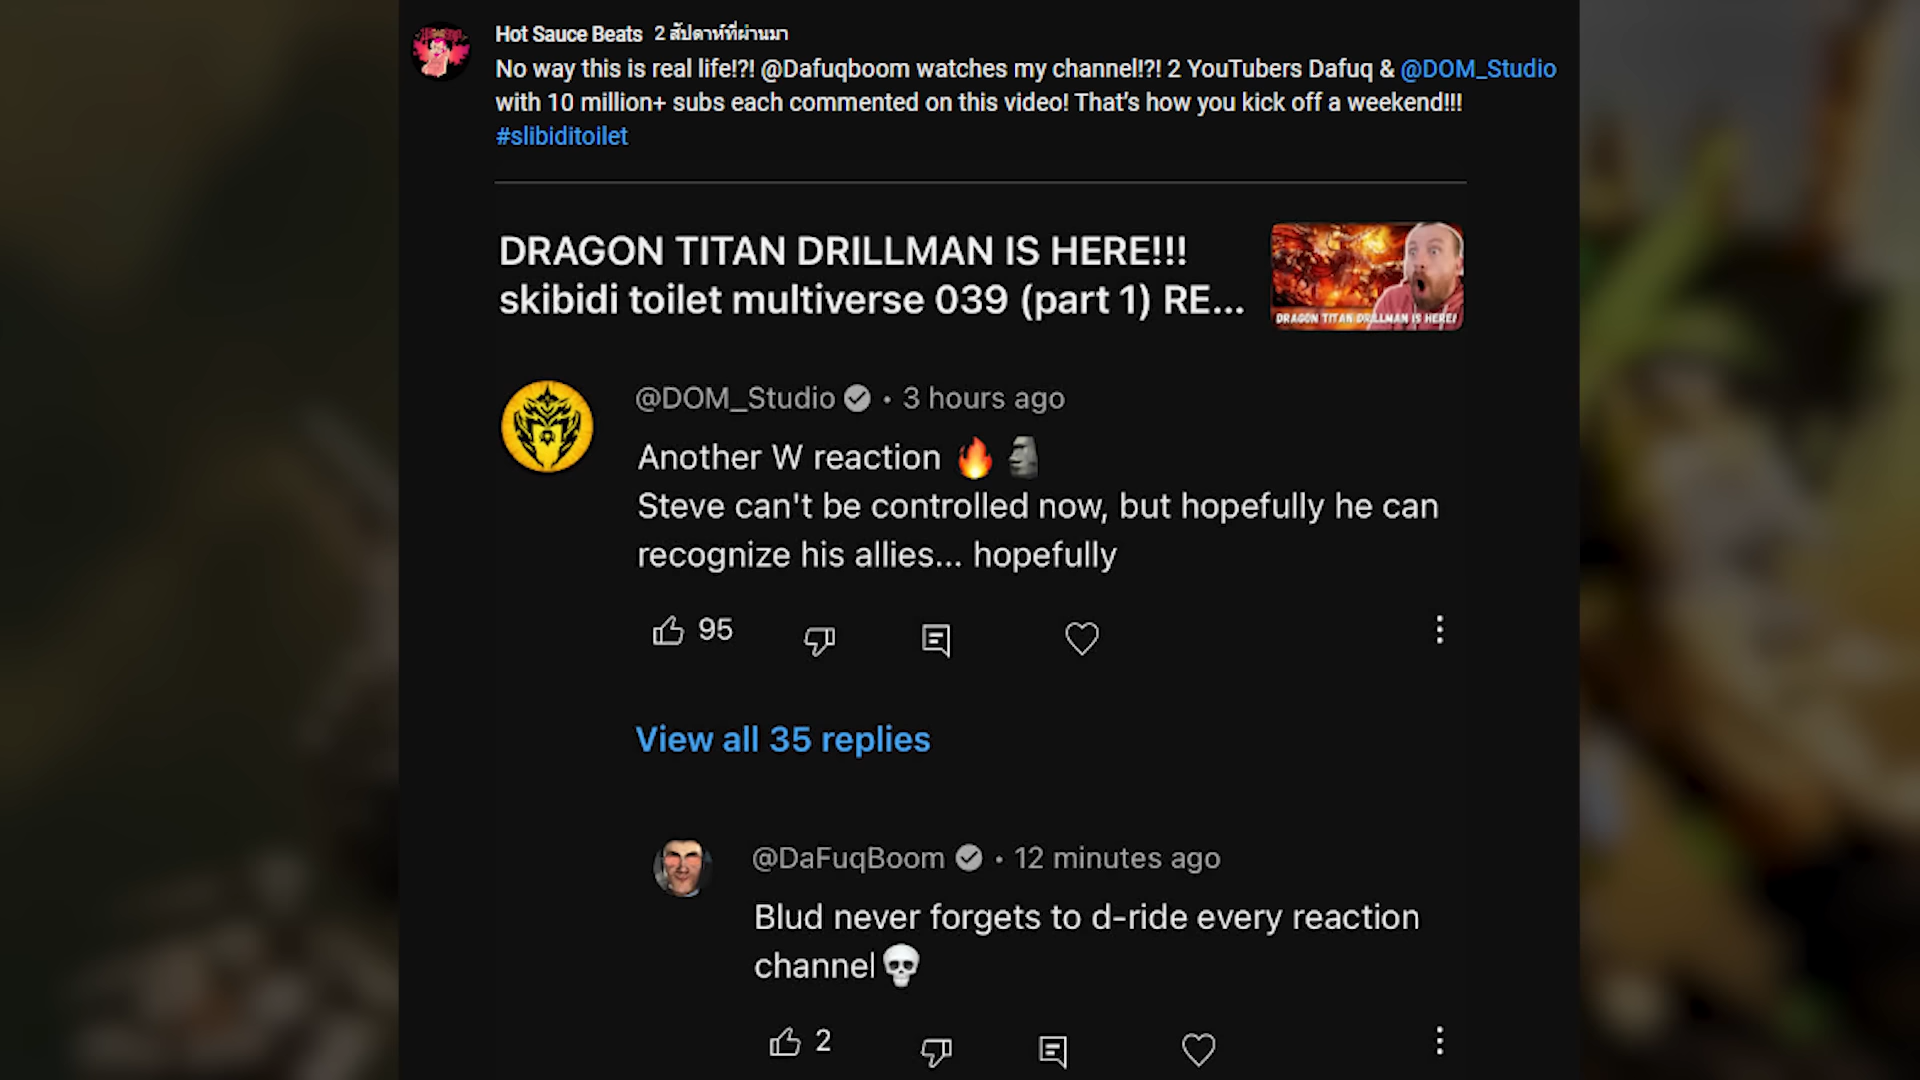 Hot Sauce Beats 2 สัปดาห์ที่ผ่านมา
No way this is real life!?! @Dafuqboom watches my channel!?! 2 YouTubers Dafuq & @DOM_Studio
with 10 million+ subs each commented on this video! That's how you kick off a weekend!!!
#slibiditoilet
DRAGON TITAN DRILLMAN IS HERE!!!
skibidi toilet multiverse 039 (part 1) RE...
DRAGON TITAN DRILLMAN IS HERE!
@DOM_Studio • 3 hours ago
Another W reaction 🔥 🗿
Steve can't be controlled now, but hopefully he can
recognize his allies... hopefully
95
View all 35 replies
@DaFuqBoom • 12 minutes ago
Blud never forgets to d-ride every reaction
channel💀
2